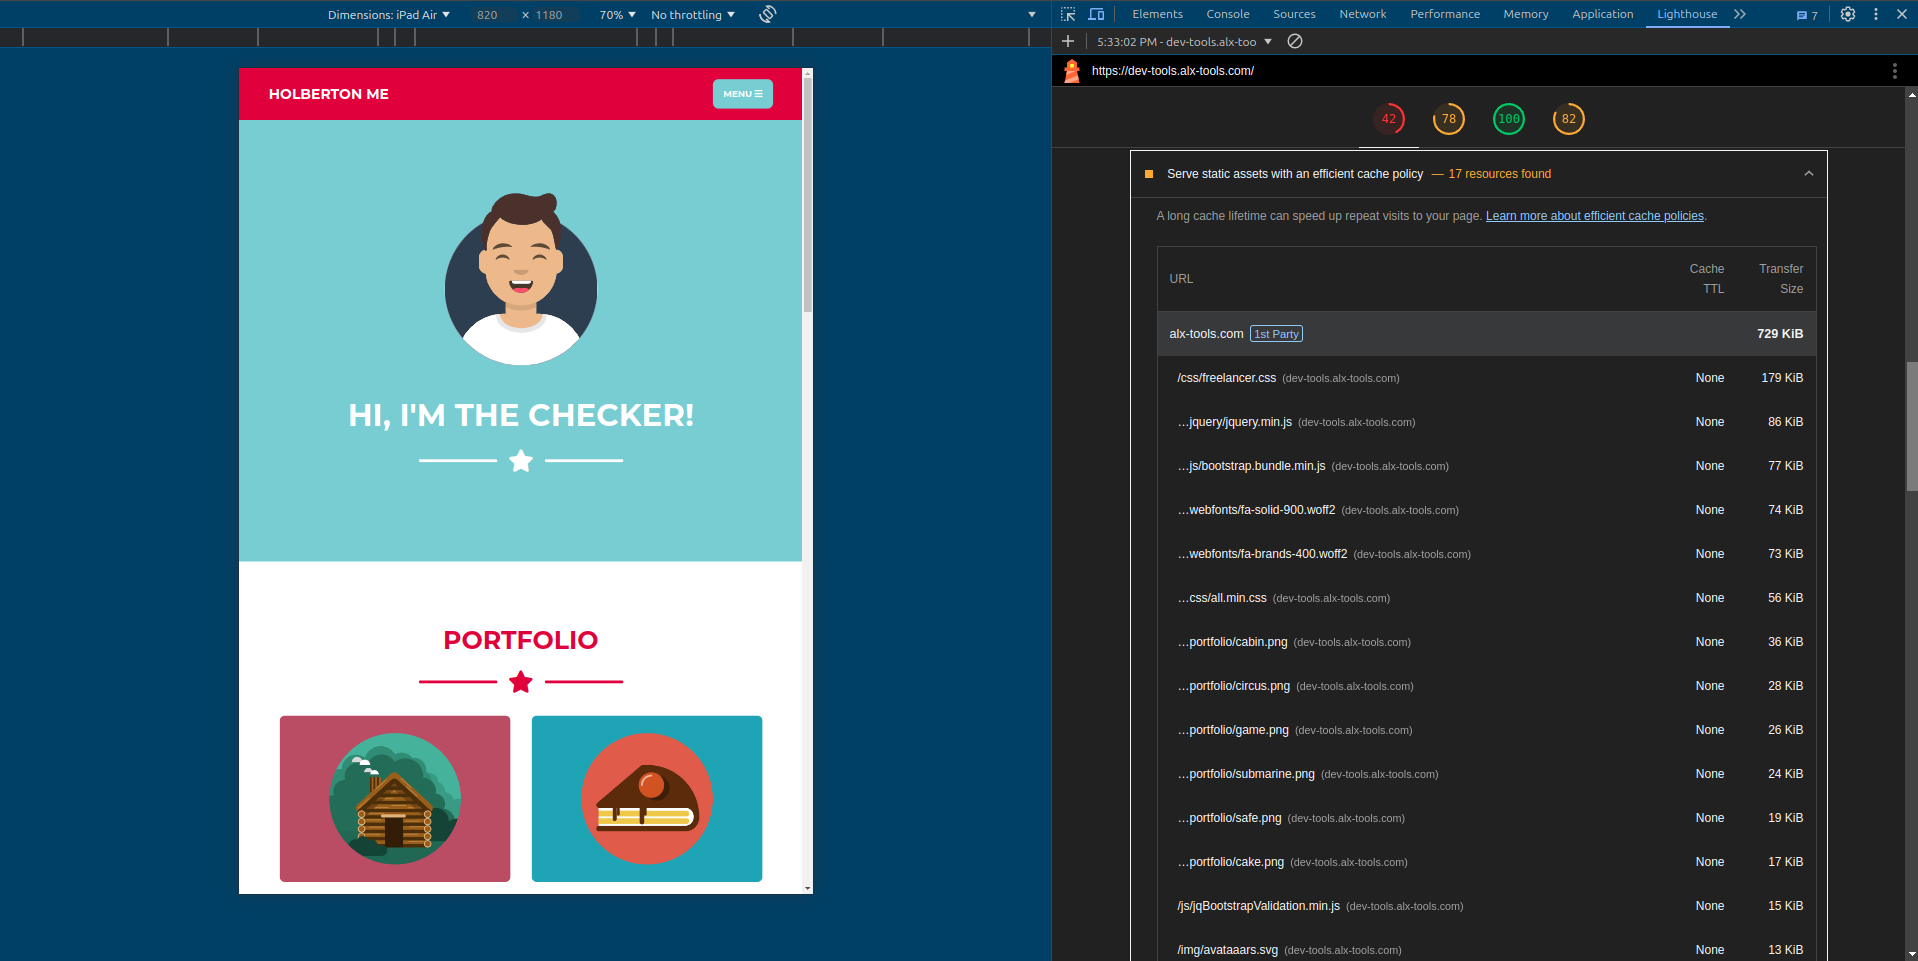 Dimensions: iPad Air 820 × 1180 70% No throttling
Elements Console Sources Network Performance Memory Application Lighthouse 7
5:33:02 PM - dev-tools.alx-too
https://dev-tools.alx-tools.com/
42 78 100 82
HOLBERTON ME
MENU
HI, I'M THE CHECKER!
PORTFOLIO
Serve static assets with an efficient cache policy — 17 resources found
A long cache lifetime can speed up repeat visits to your page. Learn more about efficient cache policies.
URL Cache TTL Transfer Size
alx-tools.com 1st Party 729 KiB
/css/freelancer.css (dev-tools.alx-tools.com) None 179 KiB
…jquery/jquery.min.js (dev-tools.alx-tools.com) None 86 KiB
…js/bootstrap.bundle.min.js (dev-tools.alx-tools.com) None 77 KiB
…webfonts/fa-solid-900.woff2 (dev-tools.alx-tools.com) None 74 KiB
…webfonts/fa-brands-400.woff2 (dev-tools.alx-tools.com) None 73 KiB
…css/all.min.css (dev-tools.alx-tools.com) None 56 KiB
…portfolio/cabin.png (dev-tools.alx-tools.com) None 36 KiB
…portfolio/circus.png (dev-tools.alx-tools.com) None 28 KiB
…portfolio/game.png (dev-tools.alx-tools.com) None 26 KiB
…portfolio/submarine.png (dev-tools.alx-tools.com) None 24 KiB
…portfolio/safe.png (dev-tools.alx-tools.com) None 19 KiB
…portfolio/cake.png (dev-tools.alx-tools.com) None 17 KiB
/js/jqBootstrapValidation.min.js (dev-tools.alx-tools.com) None 15 KiB
/img/avataaars.svg (dev-tools.alx-tools.com) None 13 KiB